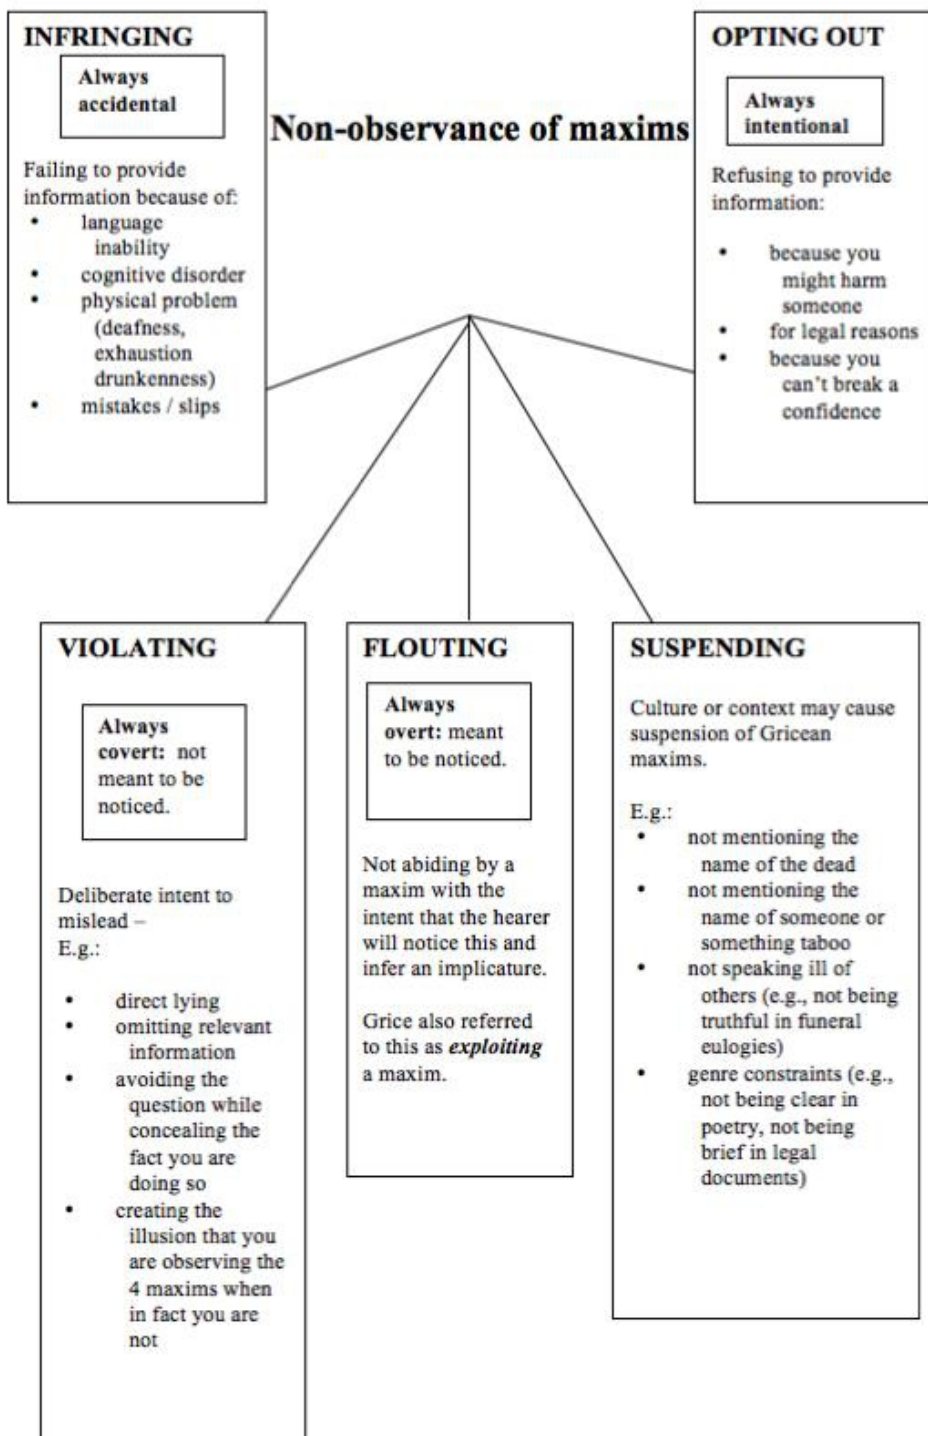 INFRINGING
Always
accidental
Failing to provide
information because of:
• language
inability
• cognitive disorder
• physical problem
(deafness,
exhaustion
drunkenness)
• mistakes / slips
Non-observance of maxims
OPTING OUT
Always
intentional
Refusing to provide
information:
• because you
might harm
someone
• for legal reasons
• because you
can't break a
confidence
VIOLATING
Always
covert: not
meant to be
noticed.
Deliberate intent to
mislead –
E.g.:
• direct lying
• omitting relevant
information
• avoiding the
question while
concealing the
fact you are
doing so
• creating the
illusion that you
are observing the
4 maxims when
in fact you are
not
FLOUTING
Always
overt: meant
to be noticed.
Not abiding by a
maxim with the
intent that the hearer
will notice this and
infer an implicature.
Grice also referred
to this as exploiting
a maxim.
SUSPENDING
Culture or context may cause
suspension of Gricean
maxims.
E.g.:
• not mentioning the
name of the dead
• not mentioning the
name of someone or
something taboo
• not speaking ill of
others (e.g., not being
truthful in funeral
eulogies)
• genre constraints (e.g.,
not being clear in
poetry, not being
brief in legal
documents)